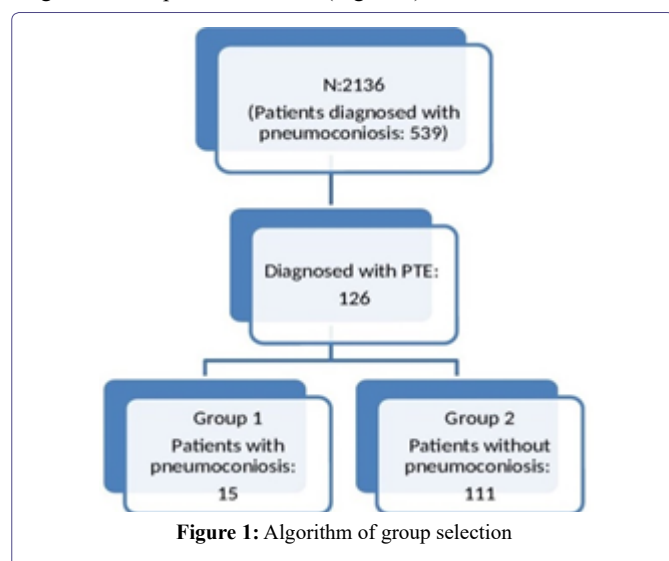 N:2136
(Patients diagnosed with
pneumoconiosis: 539)
Diagnosed with PTE:
126
Group 1
Patients with
pneumoconiosis:
15
Group 2
Patients without
pneumoconiosis:
111
Figure 1: Algorithm of group selection